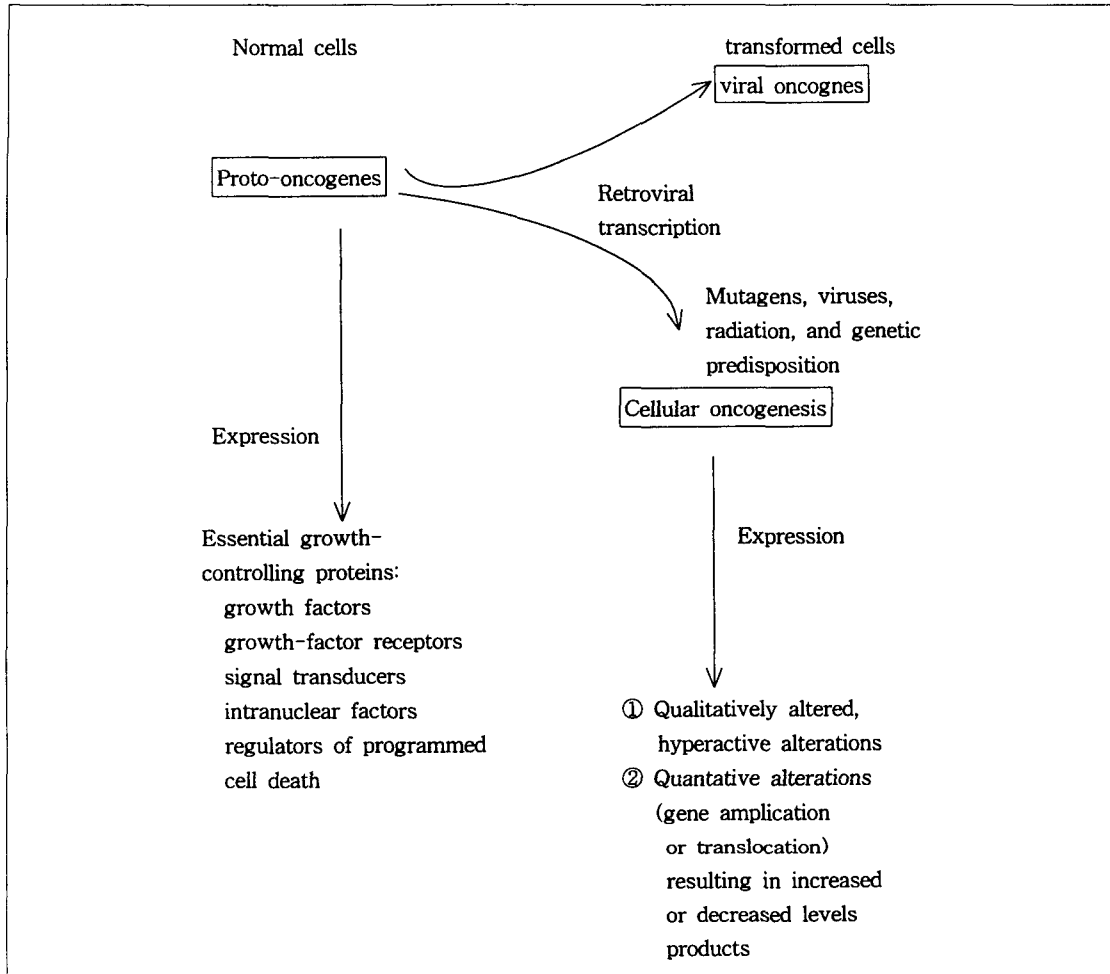 Normal cells
transformed cells
viral oncognes
Proto-oncogenes
Retroviral
transcription
Mutagens, viruses,
radiation, and genetic
predisposition
Cellular oncogenesis
Expression
Essential growth-
controlling proteins:
growth factors
growth-factor receptors
signal transducers
intranuclear factors
regulators of programmed
cell death
Expression
① Qualitatively altered,
hyperactive alterations
② Quantative alterations
(gene amplication
or translocation)
resulting in increased
or decreased levels
products